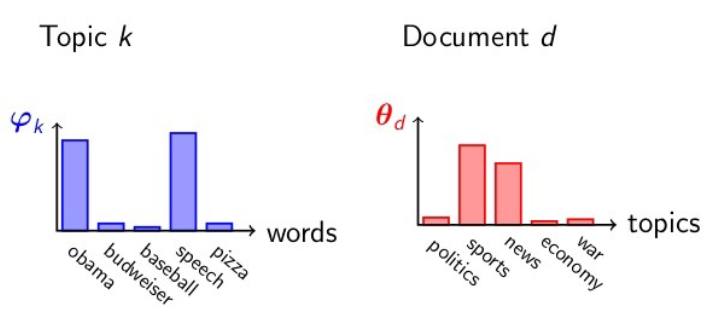 Topic k
Document d
φk
θd
words
topics
obama
budweiser
baseball
speech
pizza
politics
sports
news
economy
war